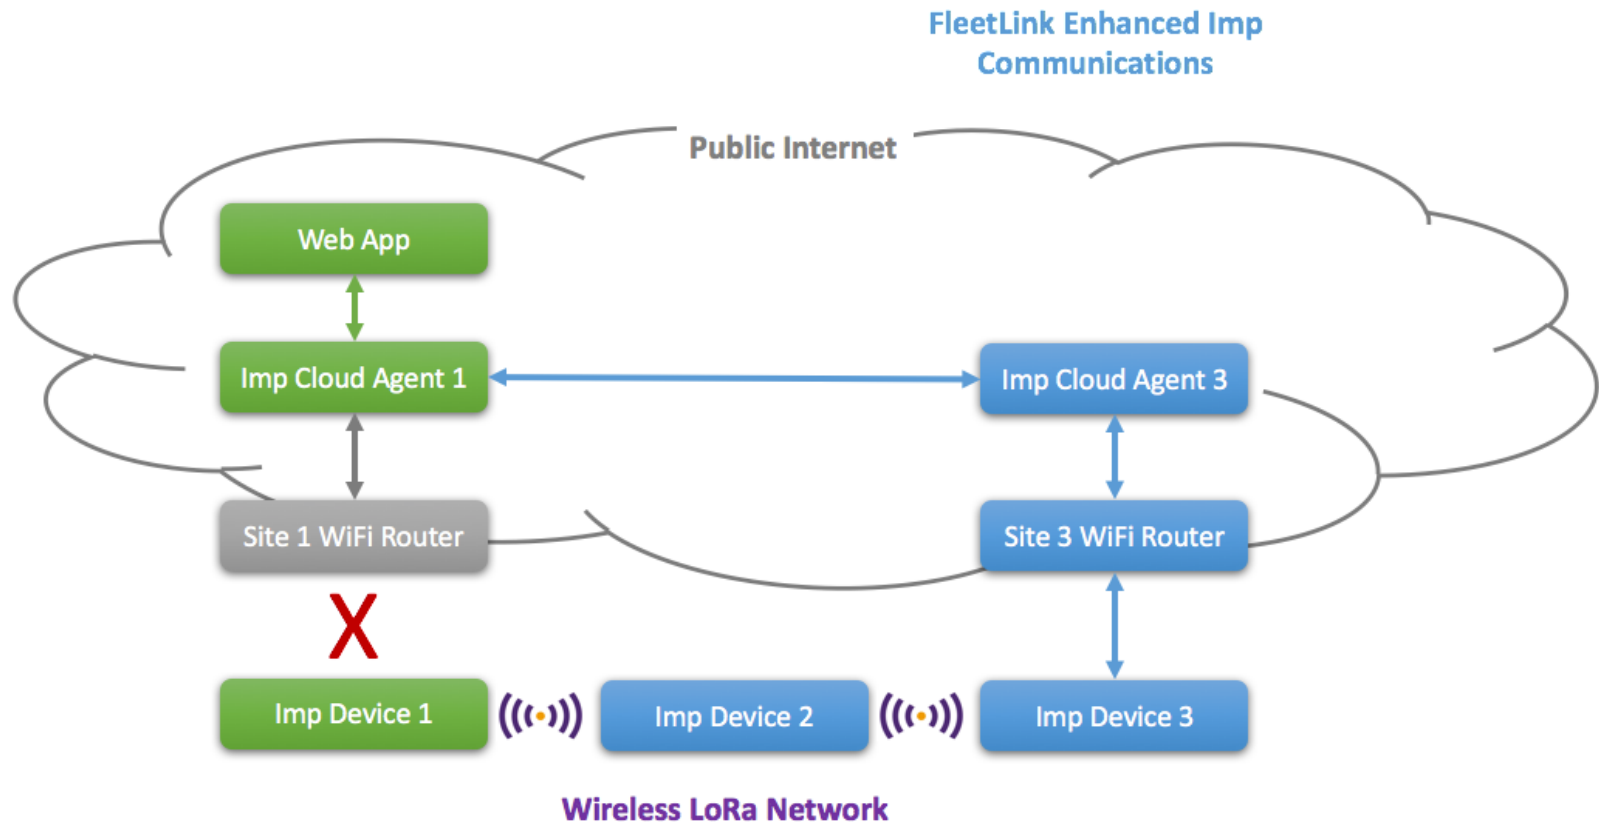 FleetLink Enhanced Imp
Communications
Public Internet
Web App
Imp Cloud Agent 1
Imp Cloud Agent 3
Site 1 WiFi Router
Site 3 WiFi Router
X
Imp Device 1
Imp Device 2
Imp Device 3
Wireless LoRa Network